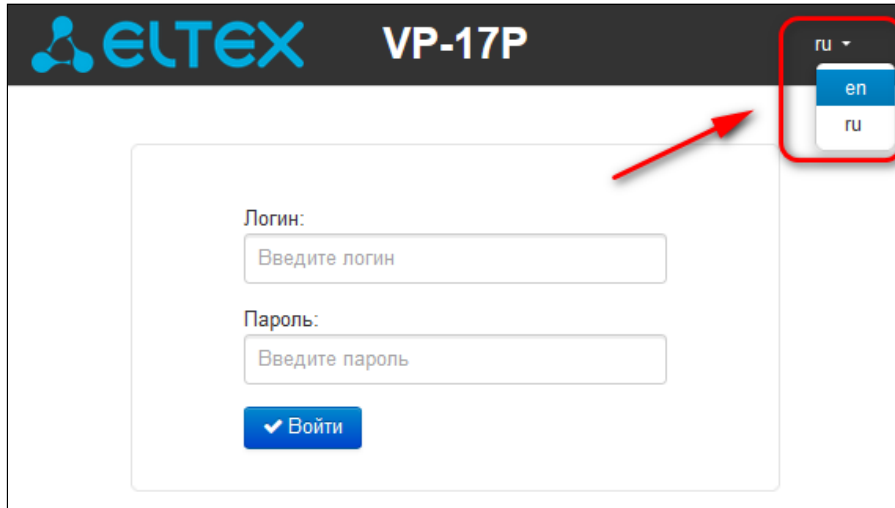 ELTEX VP-17P ru
en
ru
Логин:
Введите логин
Пароль:
Введите пароль
Войти